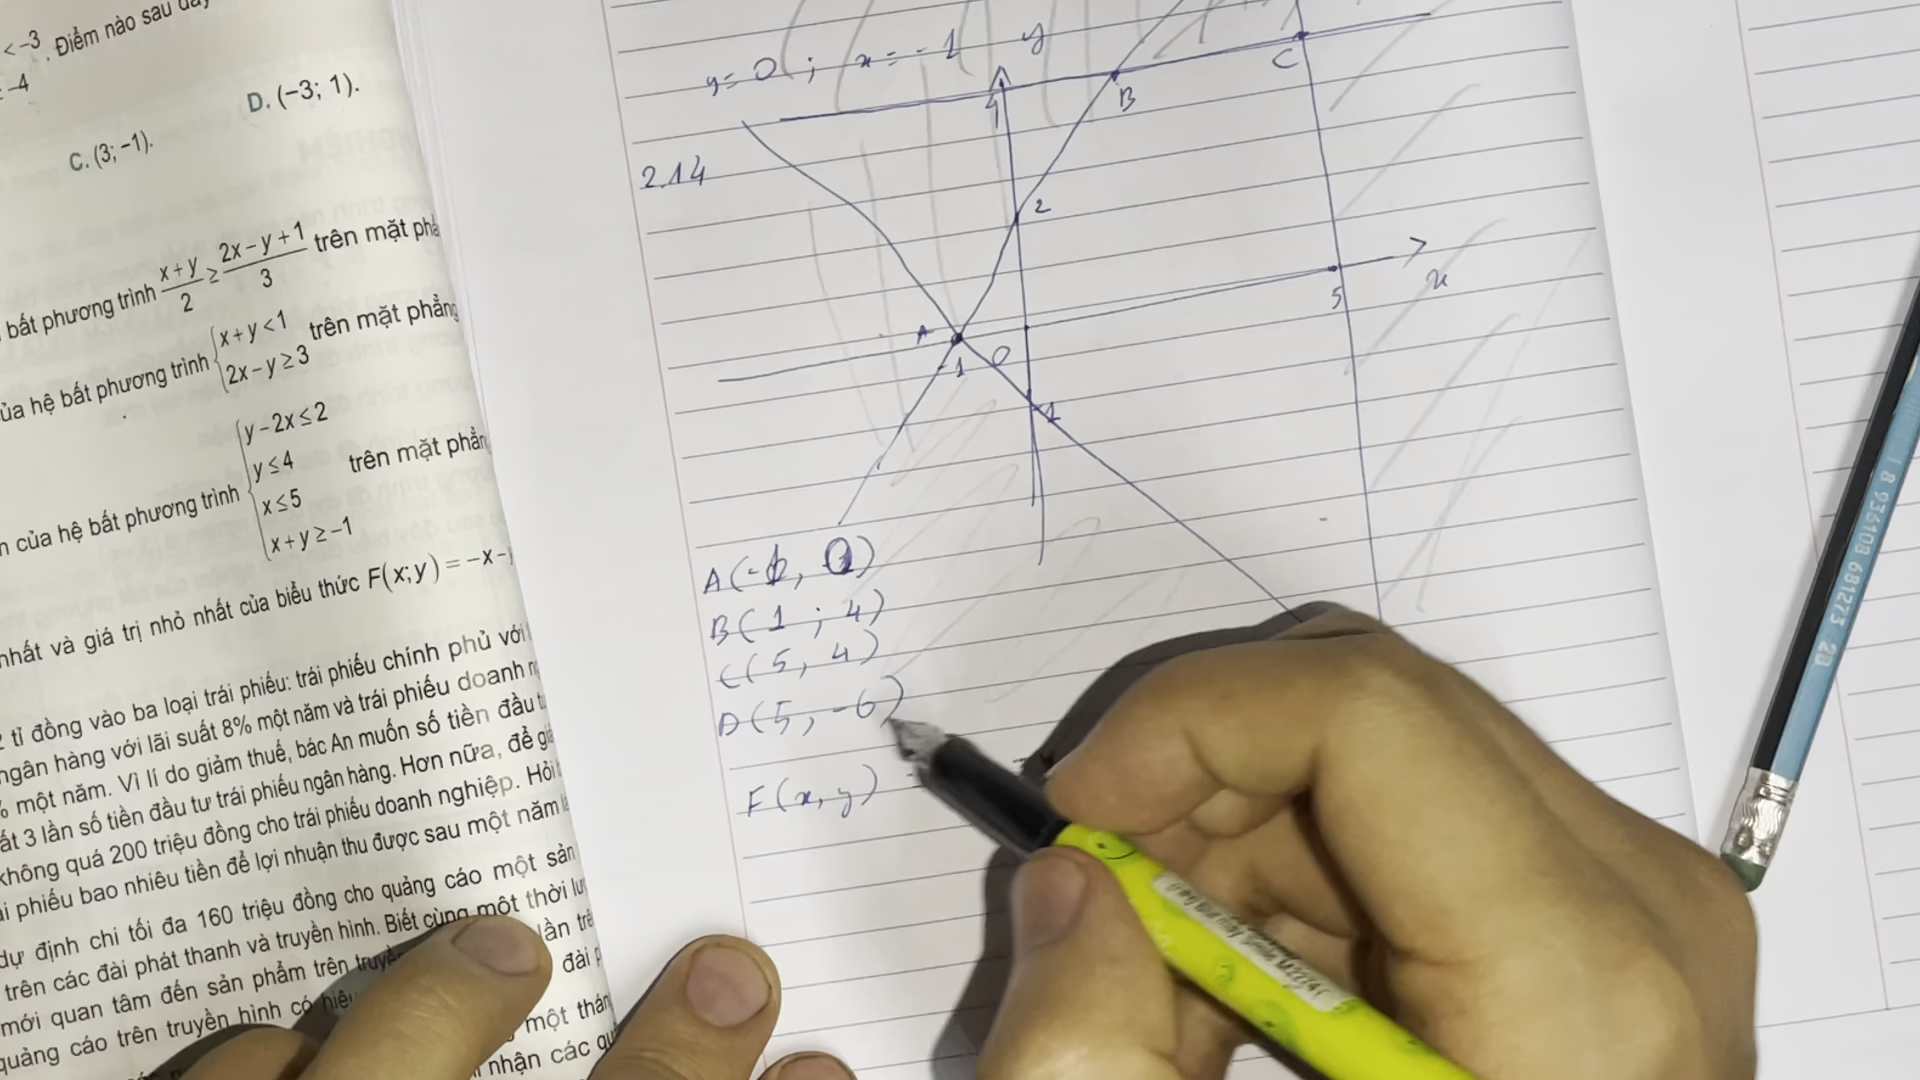 < −3
. Điểm nào sau đây
−4
D. (−3; 1).
C. (3; −1).
bất phương trình x + y / 2 ≥ 2x − y + 1 / 3 trên mặt
của hệ bất phương trình { x + y < 1 2x − y ≥ 3 trên mặt phẳng
của hệ bất phương trình { y − 2x ≤ 2 y ≤ 4 x ≤ 5 x + y ≥ −1 trên mặt phẳng
nhất và giá trị nhỏ nhất của biểu thức F(x; y) = −x −
2 tỉ đồng vào ba loại trái phiếu: trái phiếu chính phủ với
ngân hàng với lãi suất 8% một năm và trái phiếu doanh
% một năm. Vì lí do giảm thuế, bác An muốn số tiền đầu
ất 3 lần số tiền đầu tư trái phiếu ngân hàng. Hơn nữa, để
không quá 200 triệu đồng cho trái phiếu doanh nghiệp. Hỏi
phiếu bao nhiêu tiền để lợi nhuận thu được sau một năm
dự định chi tối đa 160 triệu đồng cho quảng cáo một sản
trên các đài phát thanh và truyền hình. Biết cùng một thời
mới quan tâm đến sản phẩm trên lần
quảng cáo trên truyền hình có đài
một
nhận các
y = 0 ; x = −1
y
4
B
C
2.14
2
A
-1
O
5
x
-1
A(-1, 0)
B(1 ; 4)
C(5, 4)
D(5, -6)
F(x, y)
8 936108 681273 28